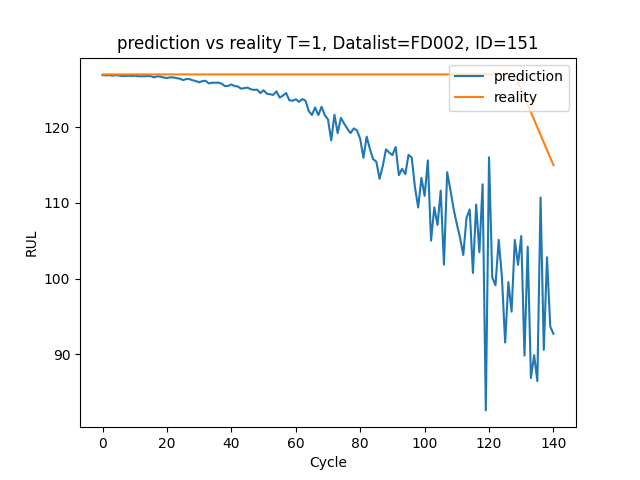 prediction vs reality T=1, Datalist=FD002, ID=151
prediction
reality
120
110
100
90
RUL
0 20 40 60 80 100 120 140
Cycle